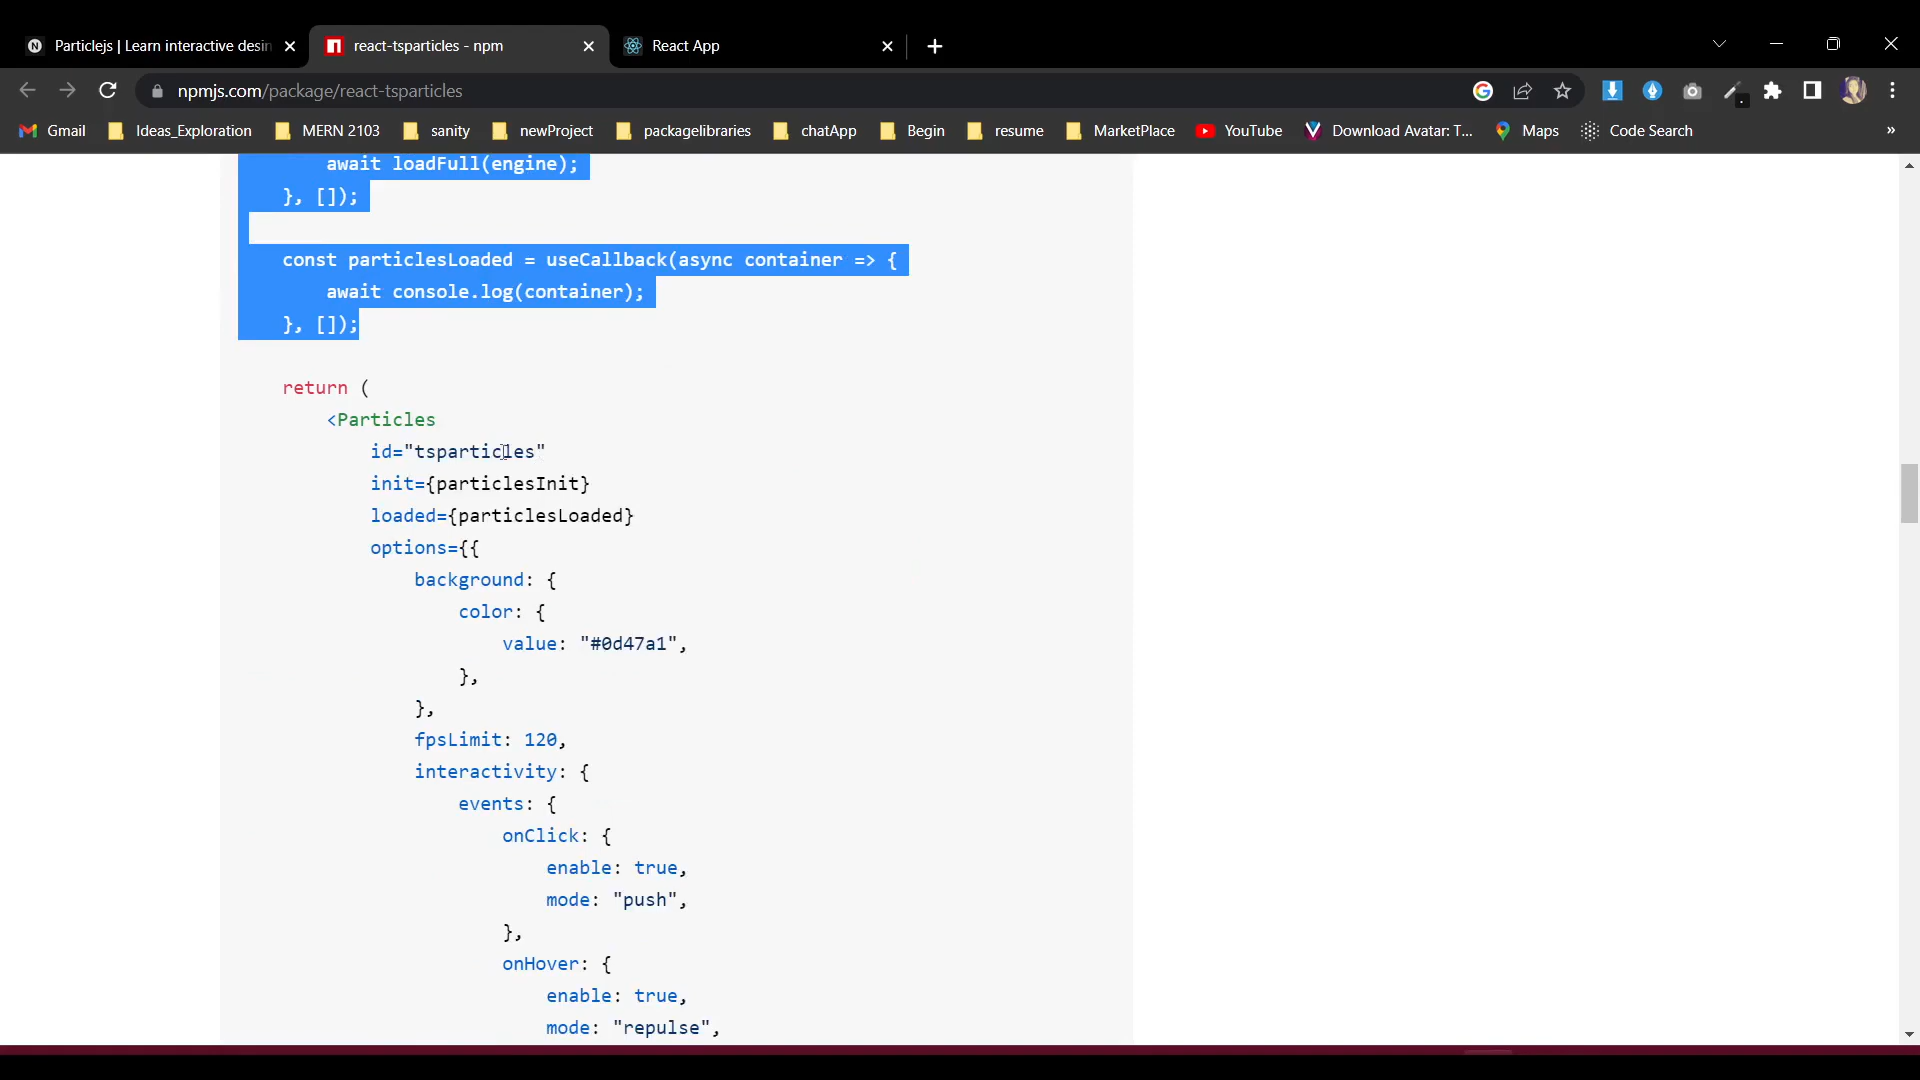 Particlejs | Learn interactive desin
react-tsparticles - npm
React App
npmjs.com/package/react-tsparticles
Gmail
Ideas_Exploration
MERN 2103
sanity
newProject
packagelibraries
chatApp
Begin
resume
MarketPlace
YouTube
Download Avatar: T...
Maps
Code Search
»
await loadFull(engine);
}, []);
const particlesLoaded = useCallback(async container => {
await console.log(container);
}, []);
return (
<Particles
id="tsparticles"
init={particlesInit}
loaded={particlesLoaded}
options={{
background: {
color: {
value: "#0d47a1",
},
},
fpsLimit: 120,
interactivity: {
events: {
onClick: {
enable: true,
mode: "push",
},
onHover: {
enable: true,
mode: "repulse",